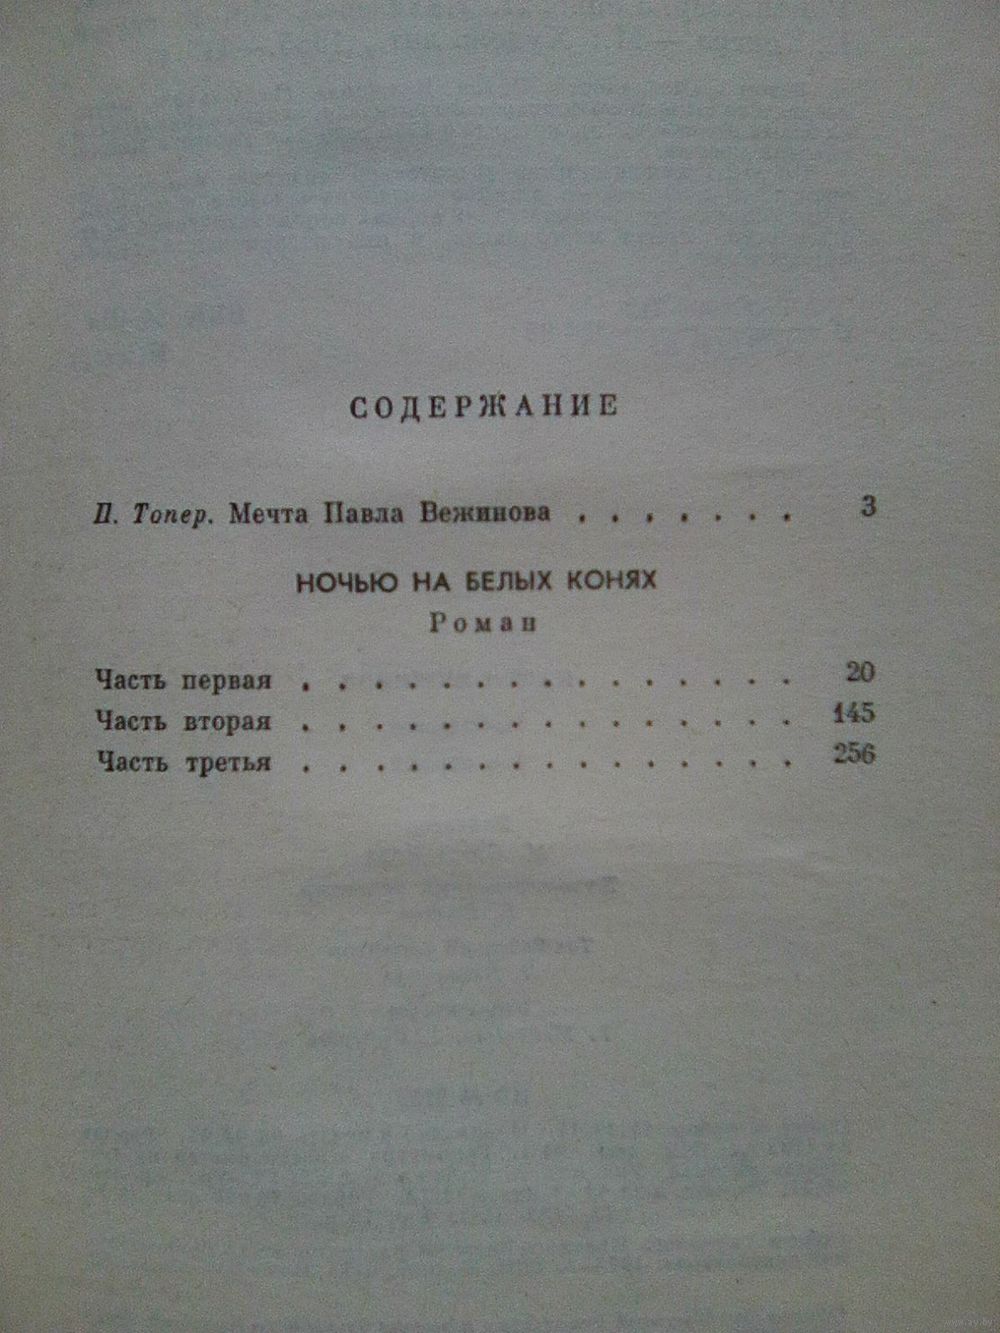 СОДЕРЖАНИЕ
П. Топер. Мечта Павла Вежинова . . . . . . . 3
НОЧЬЮ НА БЕЛЫХ КОНЯХ
Роман
Часть первая . . . . . . . . . . . . . . . 20
Часть вторая . . . . . . . . . . . . . . . 145
Часть третья . . . . . . . . . . . . . . . 256